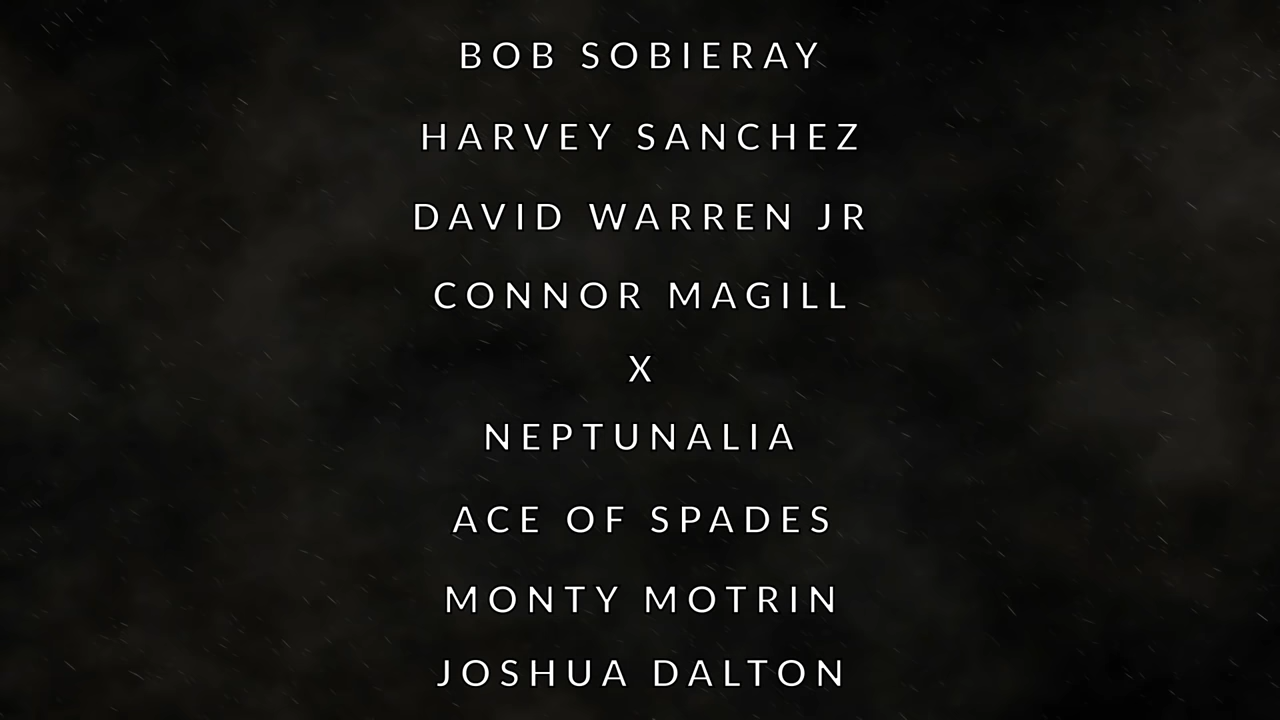 BOB SOBIERAY
HARVEY SANCHEZ
DAVID WARREN JR
CONNOR MAGILL
X
NEPTUNALIA
ACE OF SPADES
MONTY MOTRIN
JOSHUA DALTON